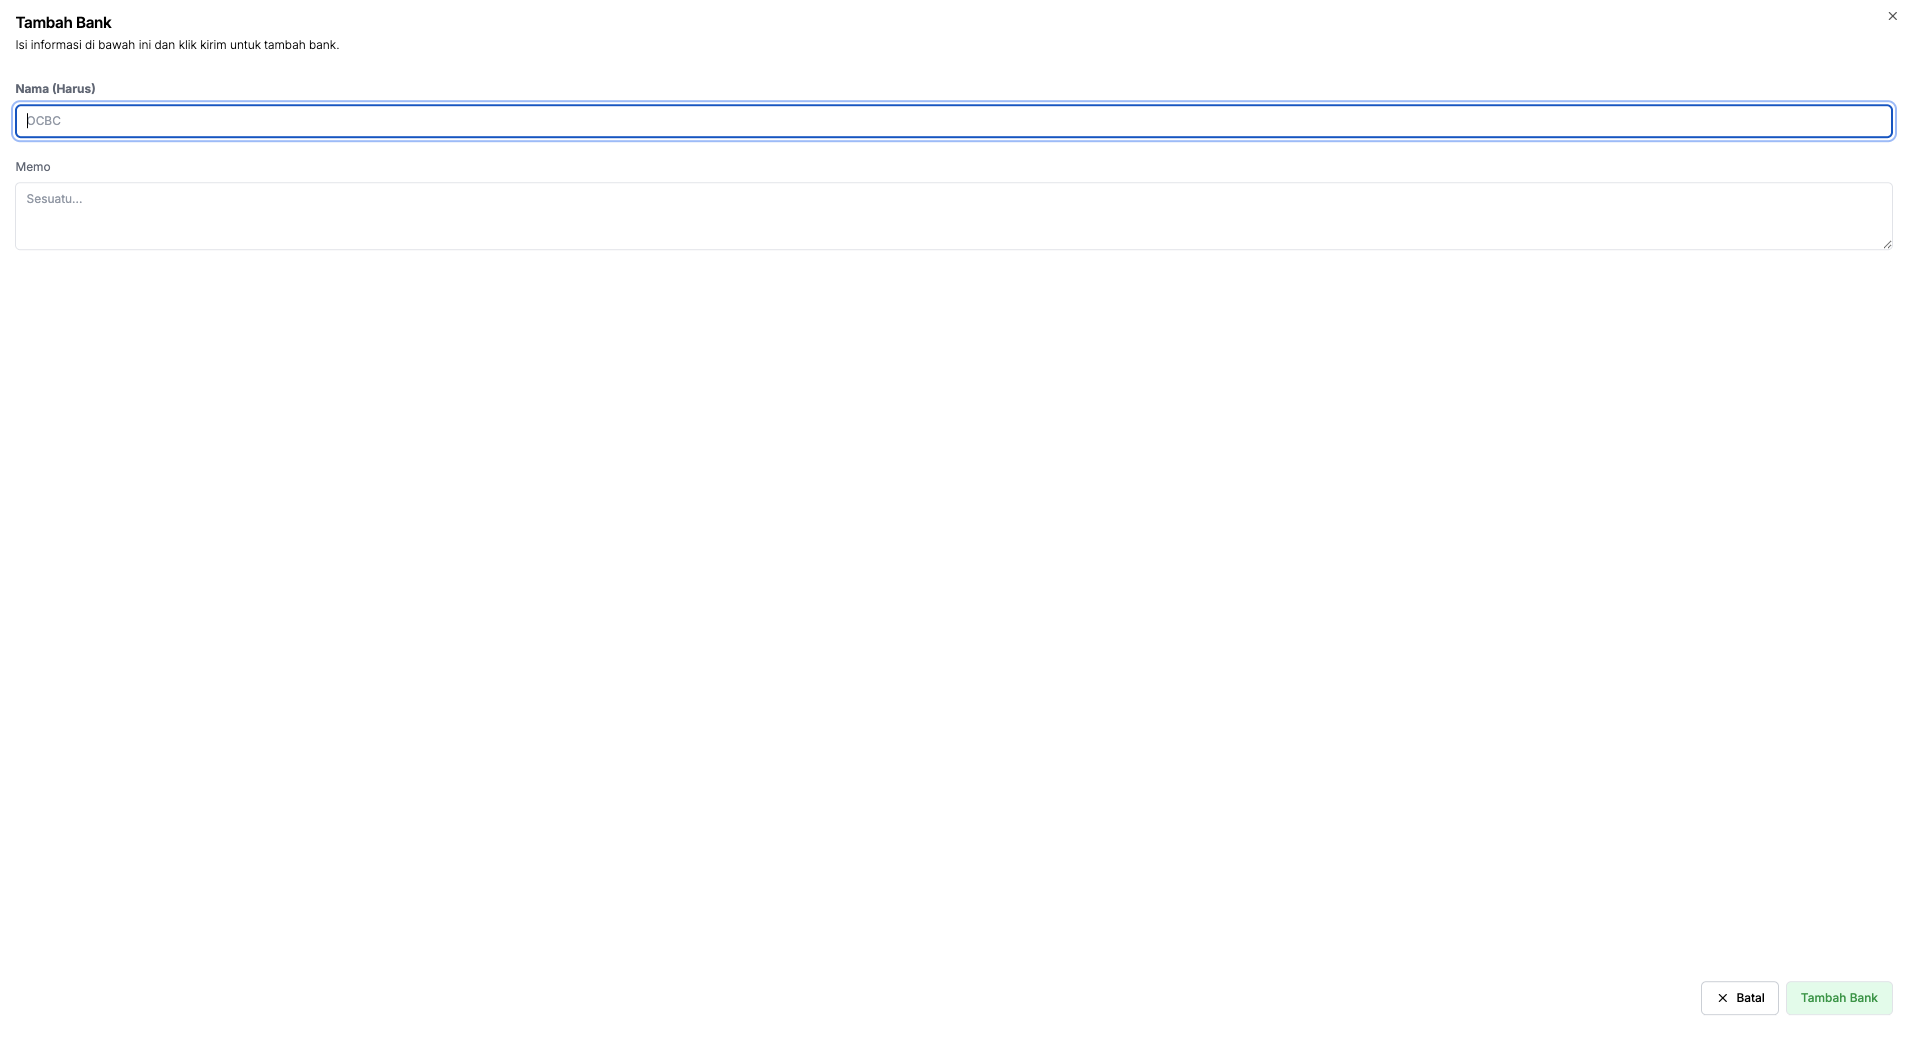 Tambah Bank
Isi informasi di bawah ini dan klik kirim untuk tambah bank.
Nama (Harus)
OCBC
Memo
Sesuatu...
Batal
Tambah Bank